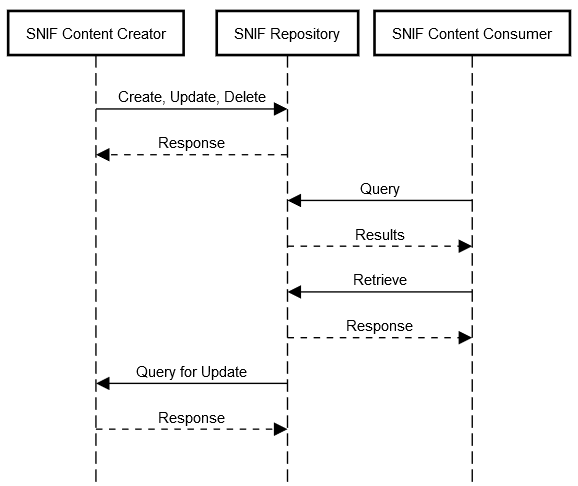 SNIF Content Creator
SNIF Repository
SNIF Content Consumer
Create, Update, Delete
Response
Query
Results
Retrieve
Response
Query for Update
Response